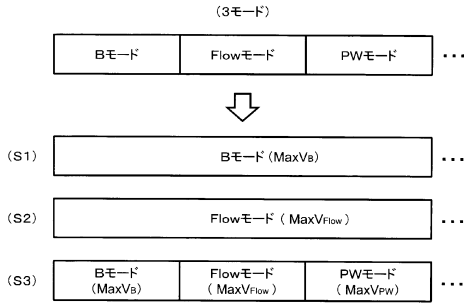 (3モード)
Bモード Flowモード PWモード ・・・
(S1) Bモード(MaxVB) ・・・
(S2) Flowモード ( MaxVFlow ) ・・・
(S3) Bモード Flowモード PWモード ・・・
(MaxVB) ( MaxVFlow ) ( MaxVPW )